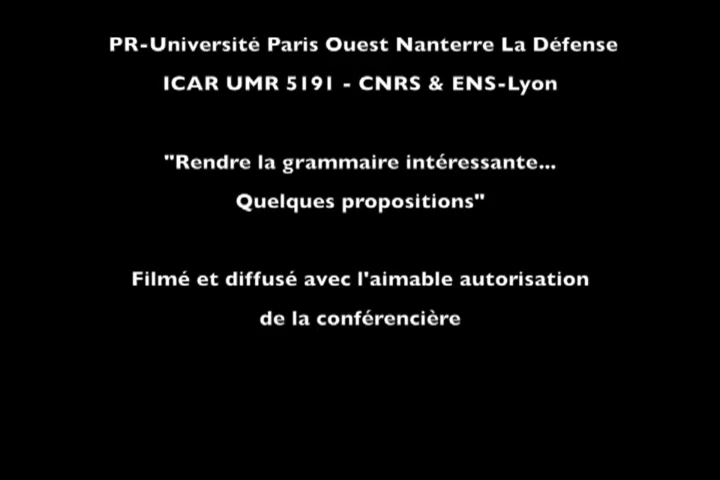 PR-Université Paris Ouest Nanterre La Défense
ICAR UMR 5191 - CNRS & ENS-Lyon
"Rendre la grammaire intéressante...
Quelques propositions"
Filmé et diffusé avec l'aimable autorisation
de la conférencière